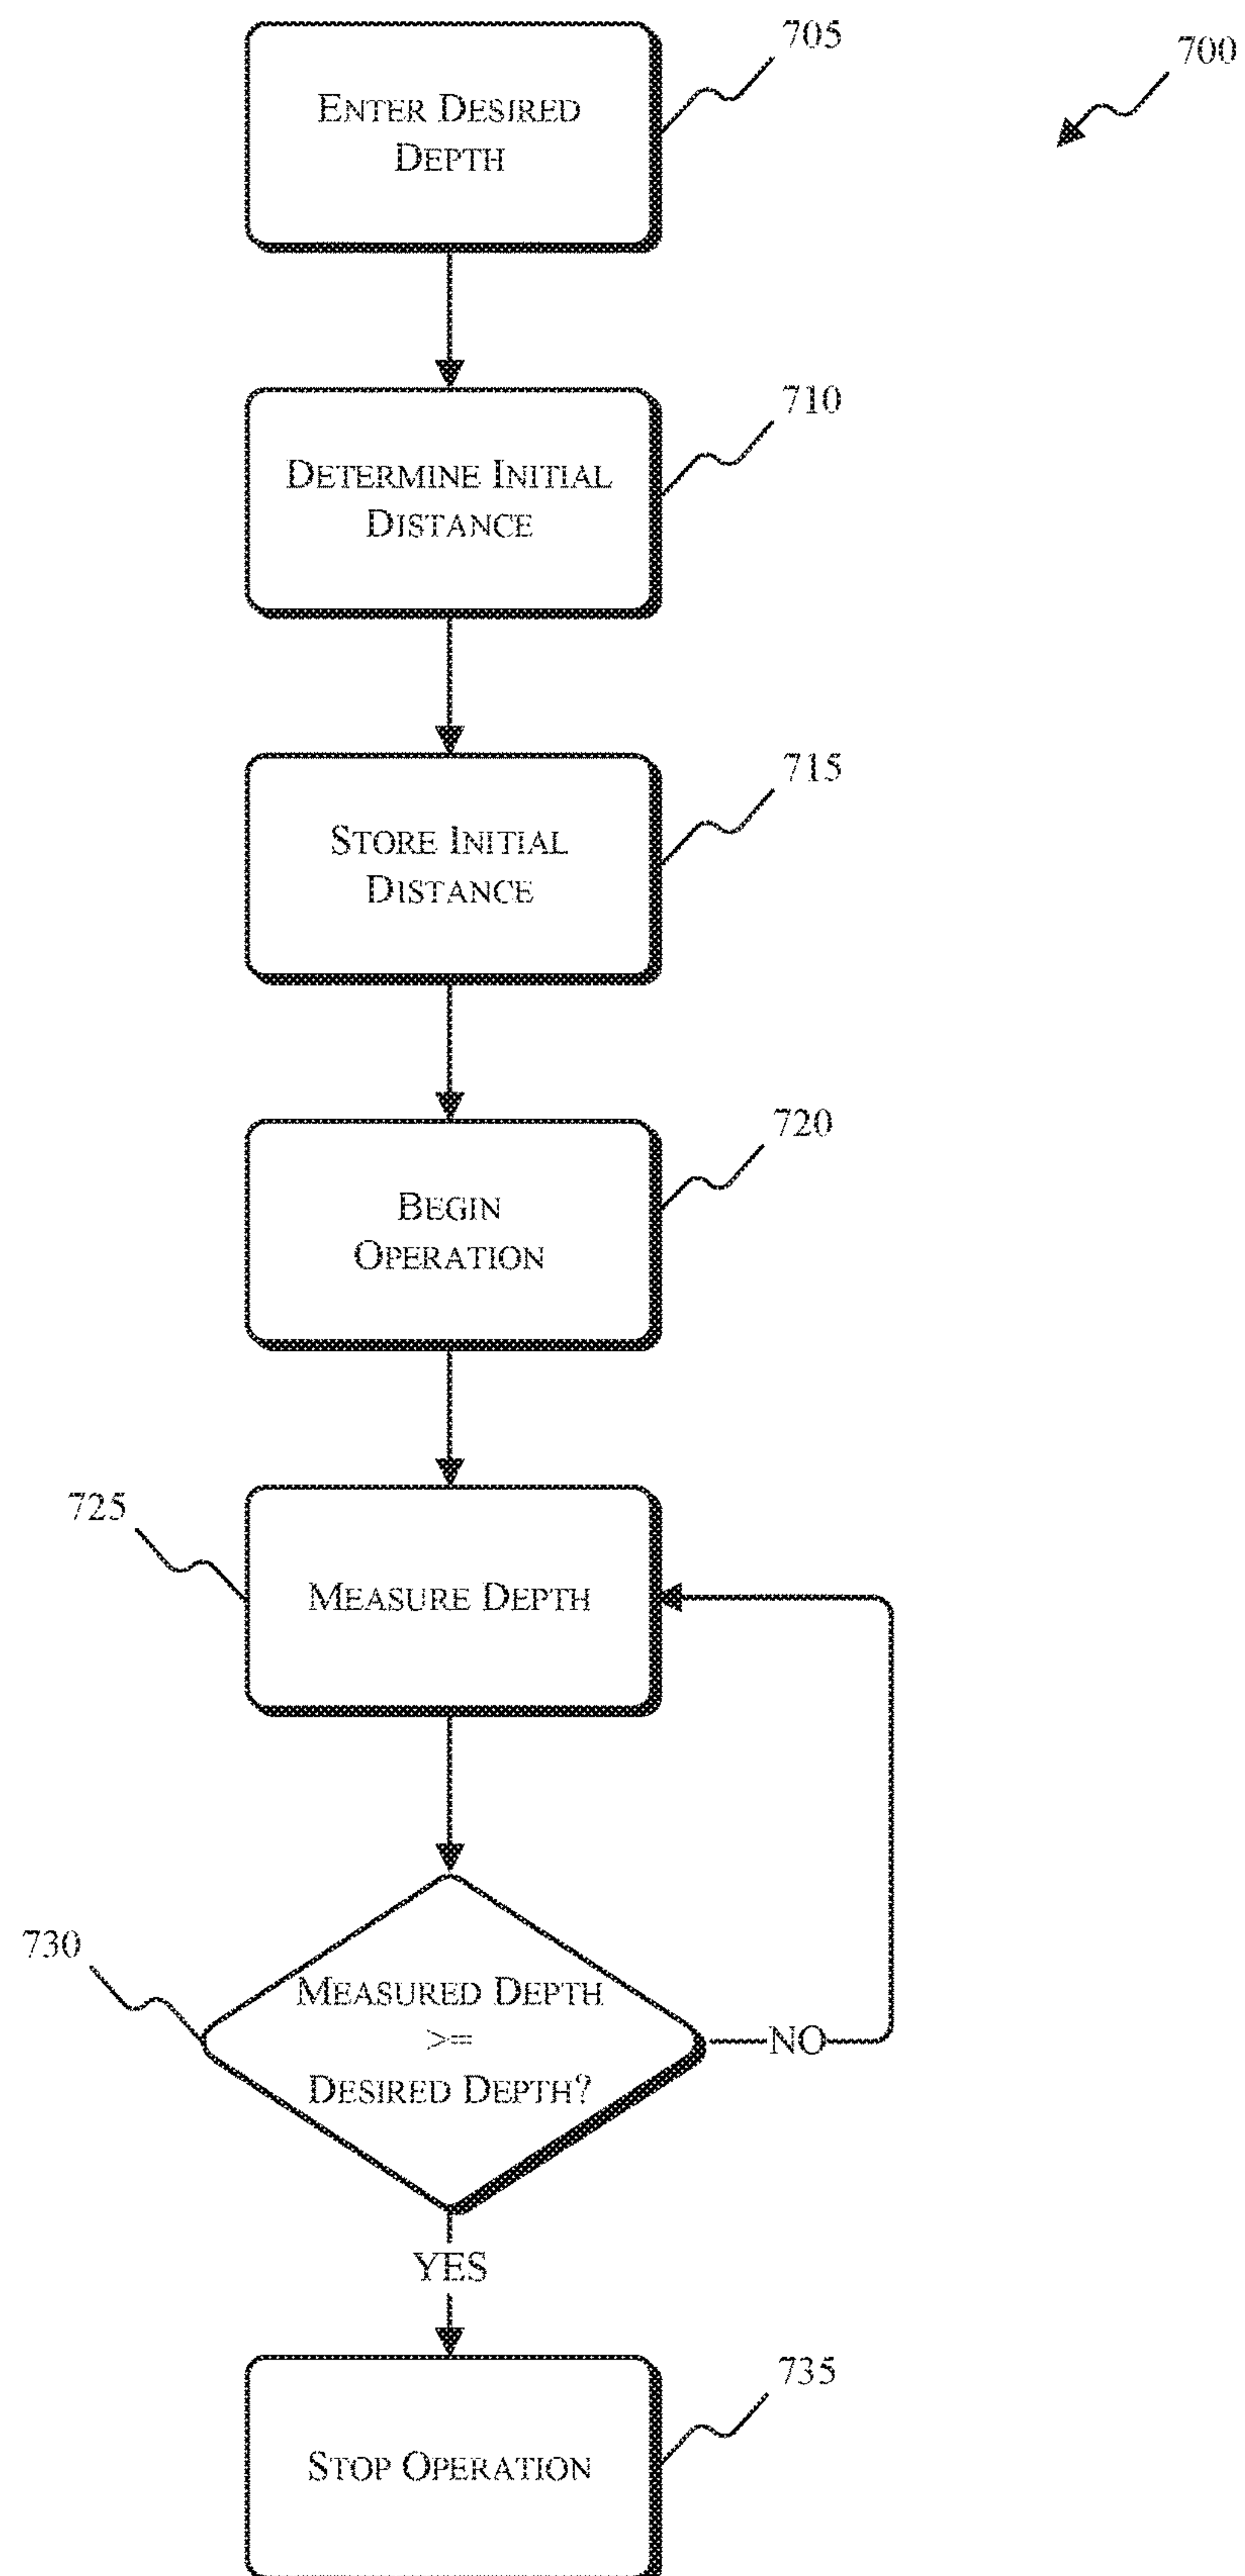 705
700
ENTER DESIRED
DEPTH
710
DETERMINE INITIAL
DISTANCE
715
STORE INITIAL
DISTANCE
720
BEGIN
OPERATION
725
MEASURE DEPTH
730
MEASURED DEPTH
>=
DESIRED DEPTH?
NO
YES
735
STOP OPERATION